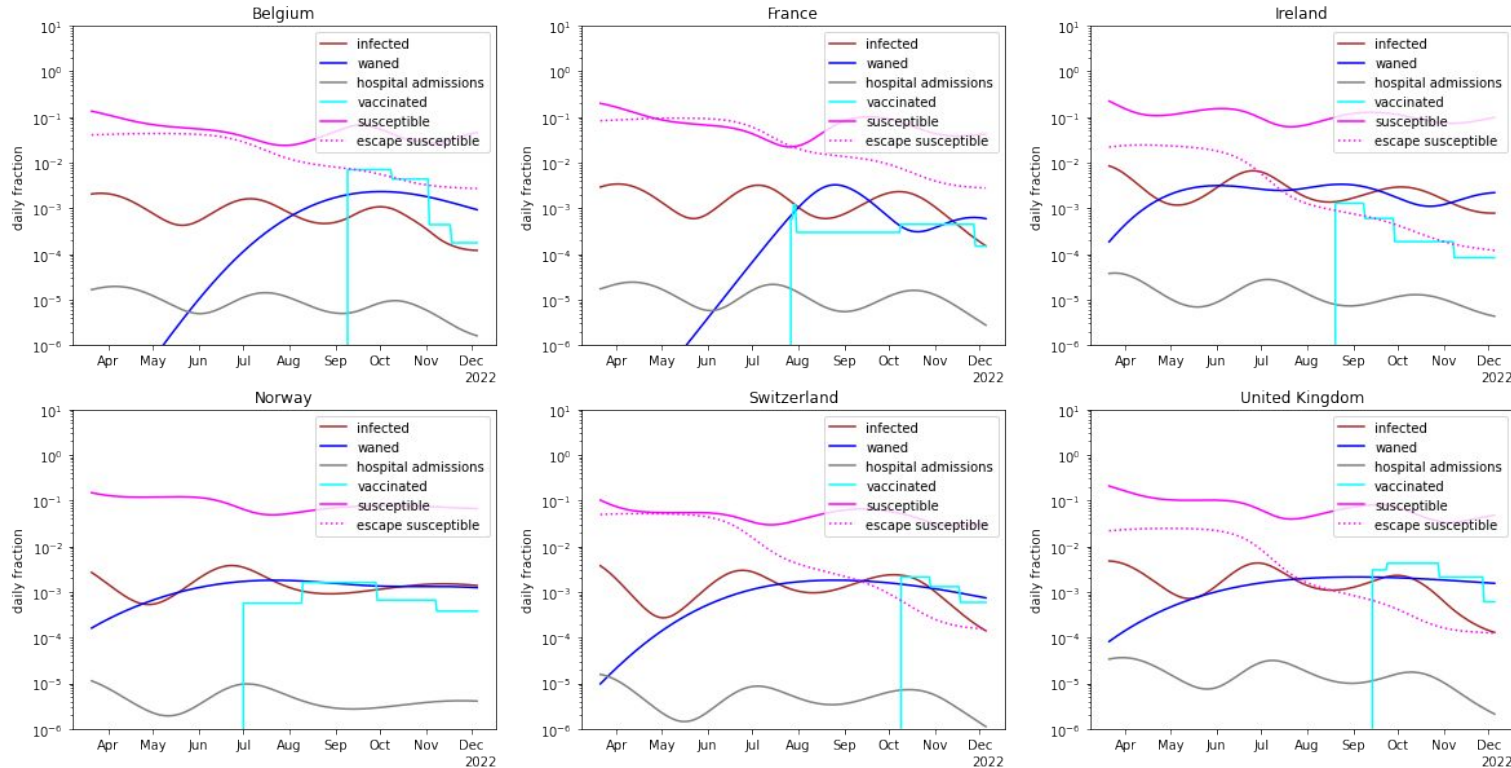 Belgium
10^1
10^0
10^-1
10^-2
10^-3
10^-4
10^-5
10^-6
daily fraction
infected
waned
hospital admissions
vaccinated
susceptible
escape susceptible
Apr May Jun Jul Aug Sep Oct Nov Dec
2022
France
10^1
10^0
10^-1
10^-2
10^-3
10^-4
10^-5
10^-6
daily fraction
infected
waned
hospital admissions
vaccinated
susceptible
escape susceptible
Apr May Jun Jul Aug Sep Oct Nov Dec
2022
Ireland
10^1
10^0
10^-1
10^-2
10^-3
10^-4
10^-5
10^-6
daily fraction
infected
waned
hospital admissions
vaccinated
susceptible
escape susceptible
Apr May Jun Jul Aug Sep Oct Nov Dec
2022
Norway
10^1
10^0
10^-1
10^-2
10^-3
10^-4
10^-5
10^-6
daily fraction
infected
waned
hospital admissions
vaccinated
susceptible
escape susceptible
Apr May Jun Jul Aug Sep Oct Nov Dec
2022
Switzerland
10^1
10^0
10^-1
10^-2
10^-3
10^-4
10^-5
10^-6
daily fraction
infected
waned
hospital admissions
vaccinated
susceptible
escape susceptible
Apr May Jun Jul Aug Sep Oct Nov Dec
2022
United Kingdom
10^1
10^0
10^-1
10^-2
10^-3
10^-4
10^-5
10^-6
daily fraction
infected
waned
hospital admissions
vaccinated
susceptible
escape susceptible
Apr May Jun Jul Aug Sep Oct Nov Dec
2022